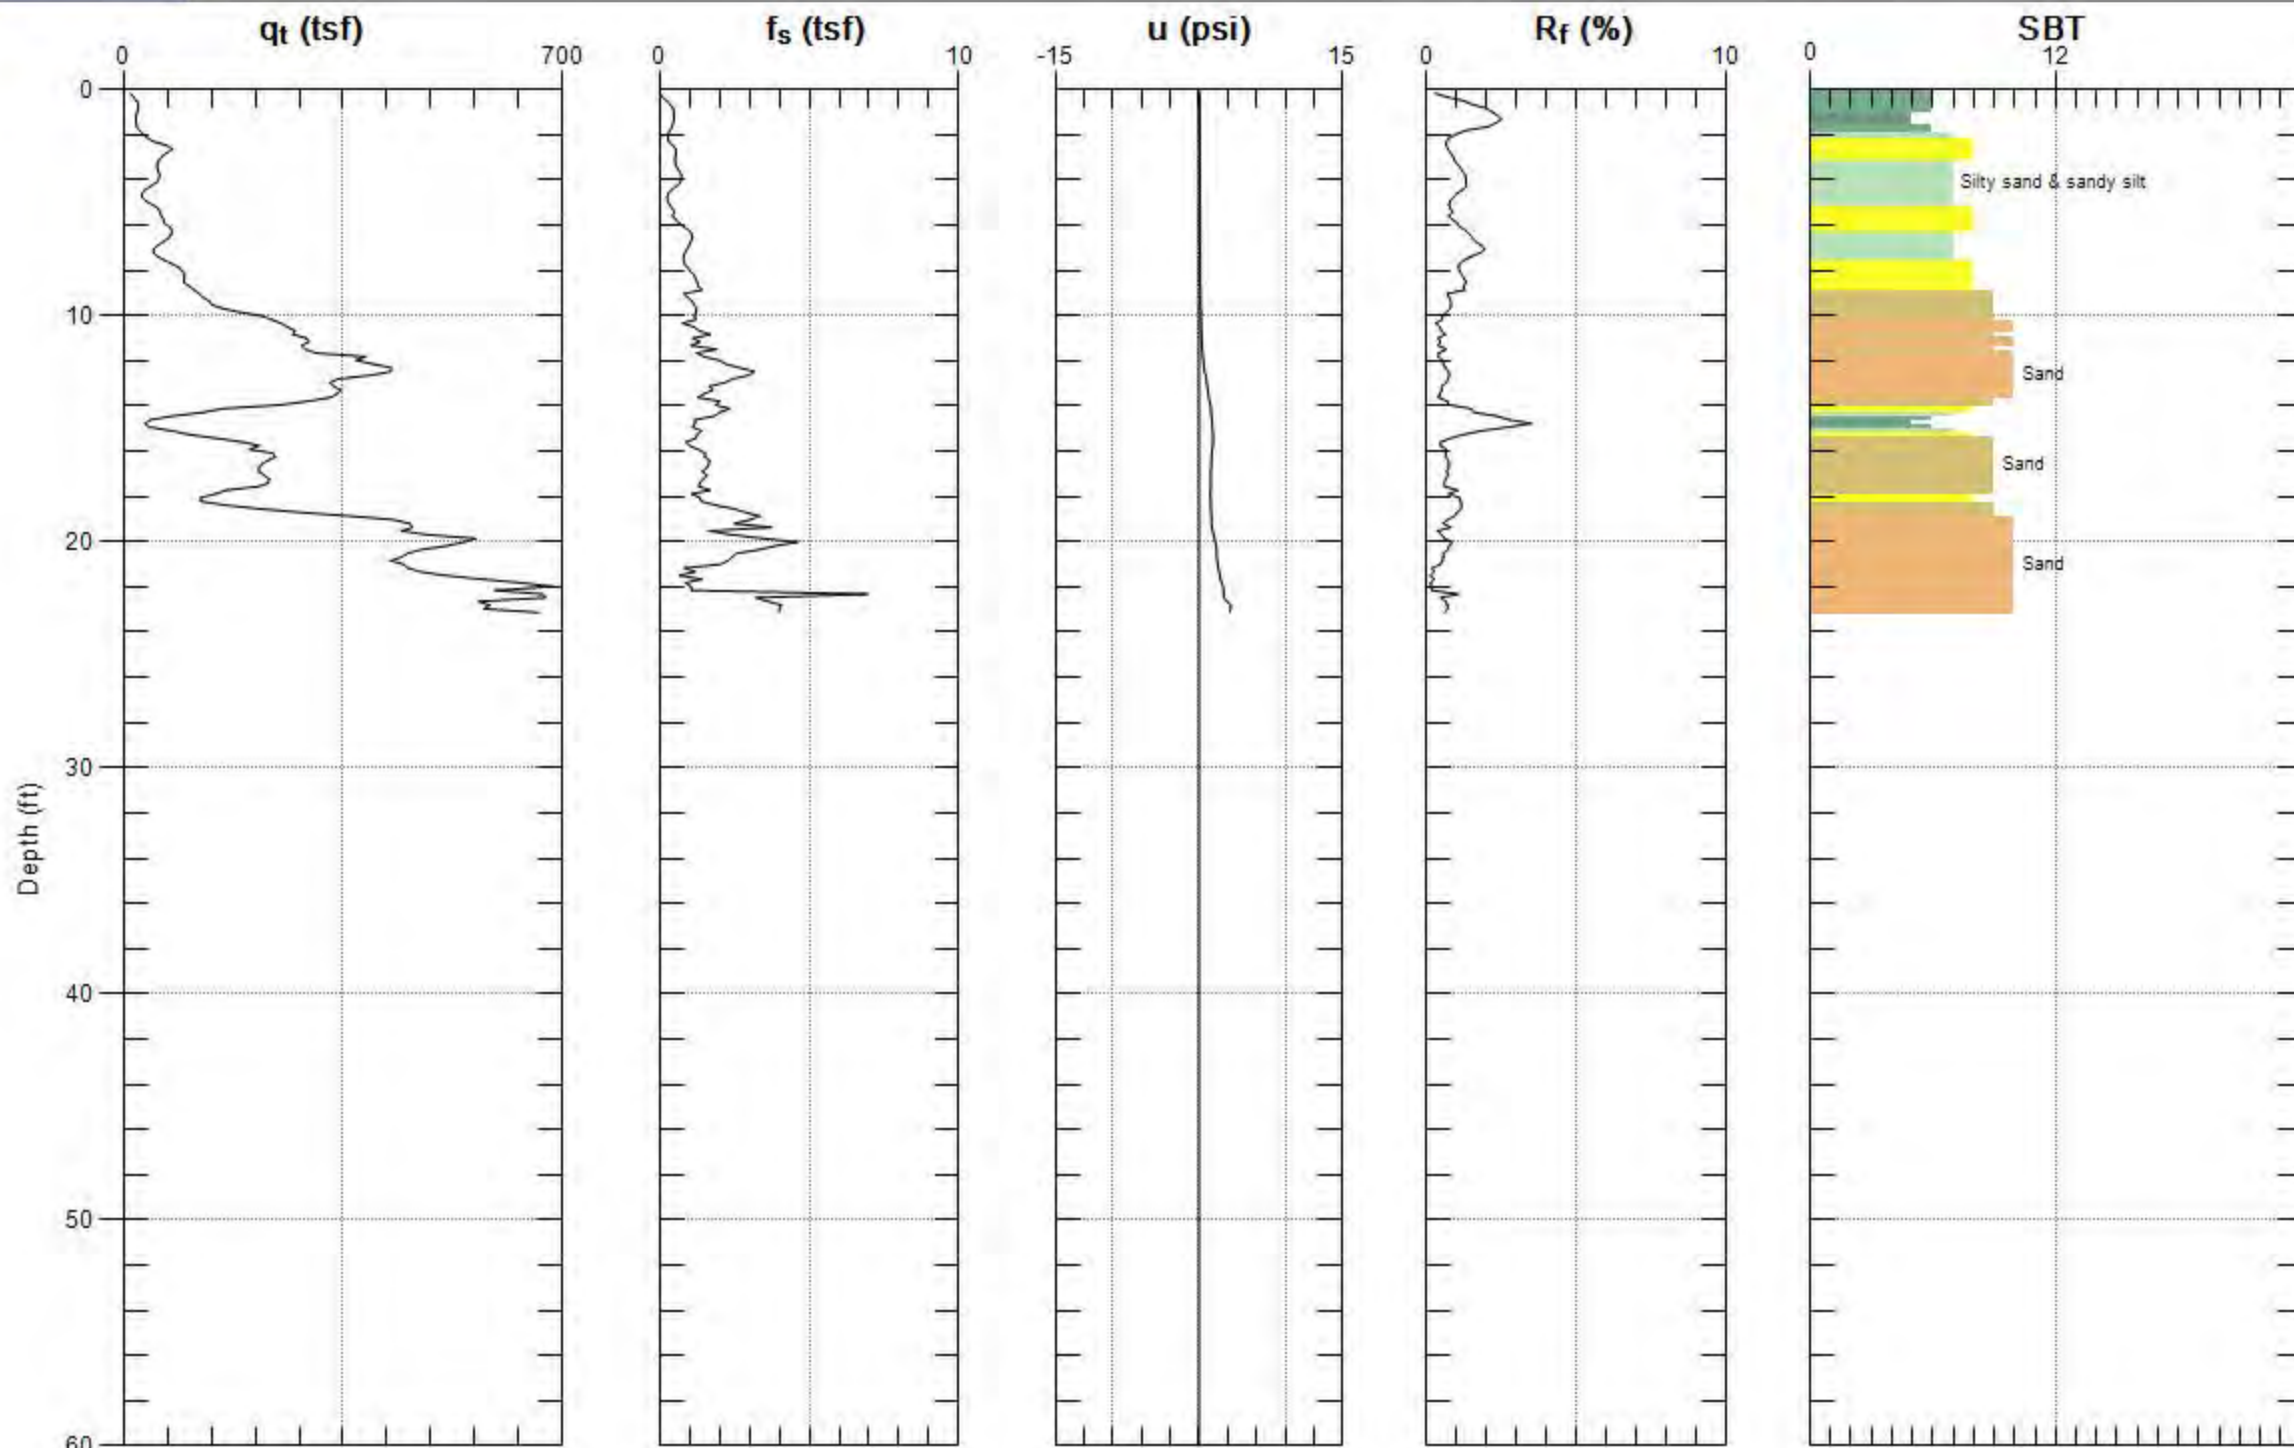 qt (tsf)
fs (tsf)
u (psi)
Rf (%)
SBT
0 700
0 10
-15 15
0 10
0 12
0
10
20
30
40
50
60
Depth (ft)
Silty sand & sandy silt
Sand
Sand
Sand